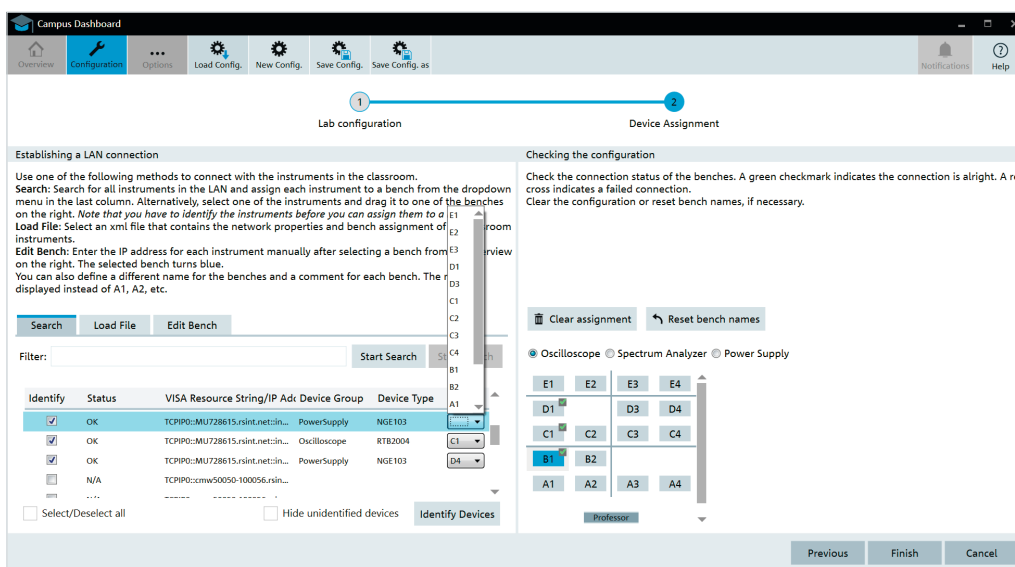 Campus Dashboard
Overview
Configuration
Options
Load Config.
New Config.
Save Config.
Save Config. as
Notifications
Help
1
2
Lab configuration
Device Assignment
Establishing a LAN connection
Use one of the following methods to connect with the instruments in the classroom.
Search: Search for all instruments in the LAN and assign each instrument to a bench from the dropdown
menu in the last column. Alternatively, select one of the instruments and drag it to one of the benches
on the right. Note that you have to identify the instruments before you can assign them to a
Load File: Select an xml file that contains the network properties and bench assignment of room
instruments.
Edit Bench: Enter the IP address for each instrument manually after selecting a bench from erview
on the right. The selected bench turns blue.
You can also define a different name for the benches and a comment for each bench. The
displayed instead of A1, A2, etc.
E1
E2
E3
D1
D3
C1
C2
C3
C4
B1
B2
A1
Search
Load File
Edit Bench
Filter:
Start Search
Identify Status VISA Resource String/IP Adc Device Group Device Type
OK TCPIP0::MU728615.rsint.net::in... PowerSupply NGE103
OK TCPIP0::MU728615.rsint.net::in... Oscilloscope RTB2004 C1
OK TCPIP0::MU728615.rsint.net::in... PowerSupply NGE103 D4
N/A TCPIP0::cmw50050-100056.rsin...
Select/Deselect all
Hide unidentified devices
Identify Devices
Checking the configuration
Check the connection status of the benches. A green checkmark indicates the connection is alright. A r
cross indicates a failed connection.
Clear the configuration or reset bench names, if necessary.
Clear assignment
Reset bench names
Oscilloscope Spectrum Analyzer Power Supply
E1 E2 E3 E4
D1 D3 D4
C1 C2 C3 C4
B1 B2
A1 A2 A3 A4
Professor
Previous
Finish
Cancel